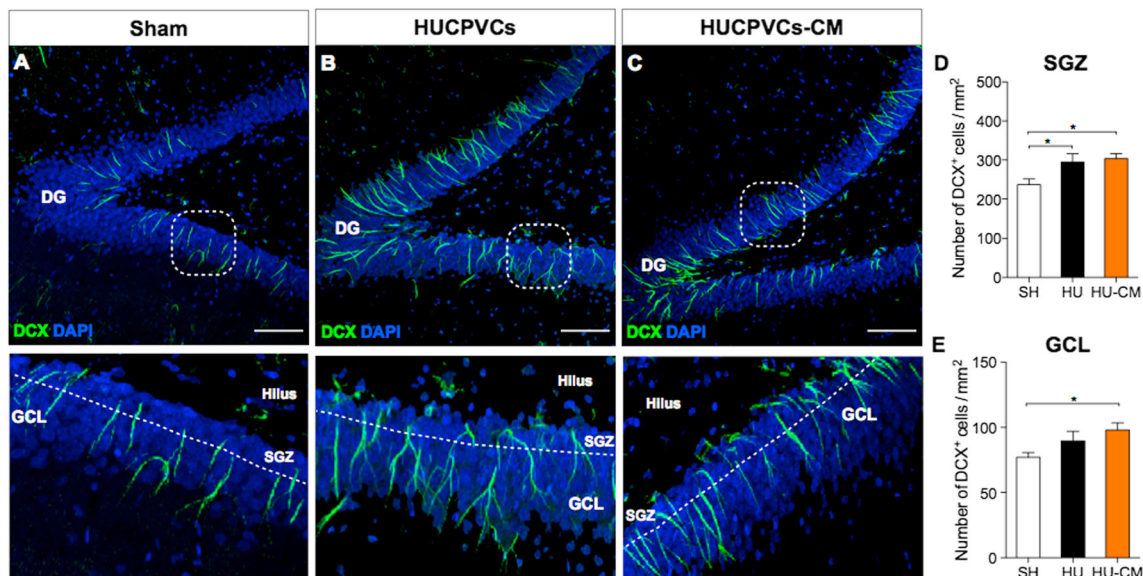 Sham
HUCPVCs
HUCPVCs-CM
A
DG
DCX DAPI
B
DG
DCX DAPI
C
DG
DCX DAPI
Hilus
GCL
SGZ
Hilus
SGZ
GCL
Hilus
GCL
SGZ
D
SGZ
Number of DCX⁺ cells / mm²
500
400
300
200
100
0
*
*
SH HU HU-CM
E
GCL
Number of DCX⁺ cells / mm²
150
100
50
0
*
SH HU HU-CM